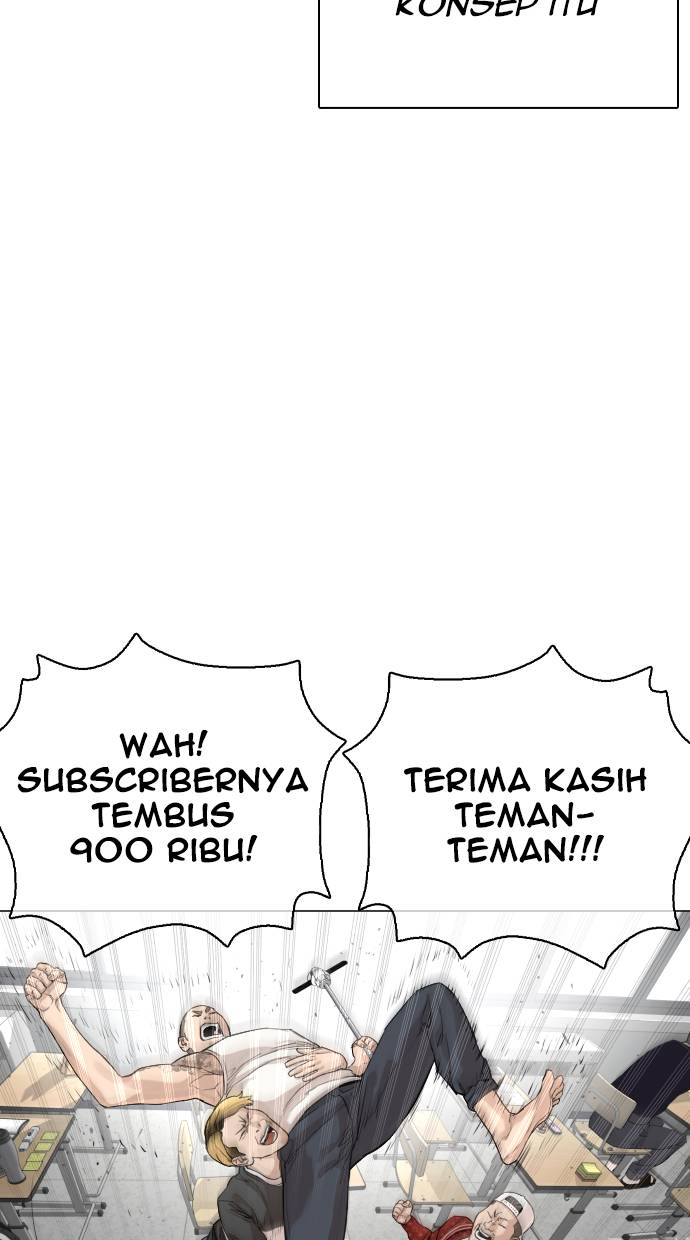 KONSEP ITU
WAH!
SUBSCRIBERNYA
TEMBUS
900 RIBU!
TERIMA KASIH
TEMAN-
TEMAN!!!